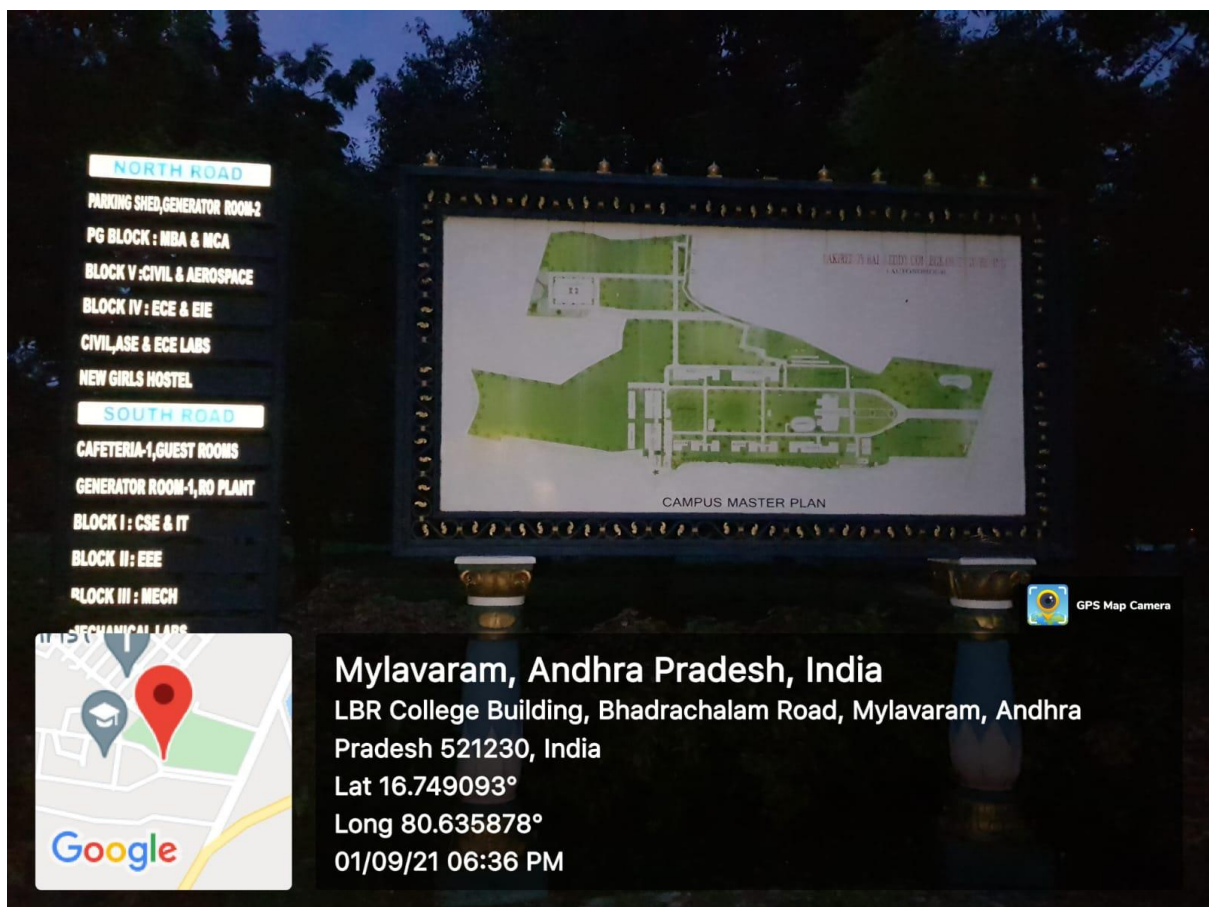 NORTH ROAD
PARKING SHED,GENERATOR ROOM-2
PG BLOCK : MBA & MCA
BLOCK V :CIVIL & AEROSPACE
BLOCK IV : ECE & EIE
CIVIL,ASE & ECE LABS
NEW GIRLS HOSTEL
SOUTH ROAD
CAFETERIA-1,GUEST ROOMS
GENERATOR ROOM-1,RO PLANT
BLOCK I : CSE & IT
BLOCK II : EEE
BLOCK III : MECH
MECHANICAL LABS
CAMPUS MASTER PLAN
GPS Map Camera
Google
Mylavaram, Andhra Pradesh, India
LBR College Building, Bhadrachalam Road, Mylavaram, Andhra
Pradesh 521230, India
Lat 16.749093°
Long 80.635878°
01/09/21 06:36 PM